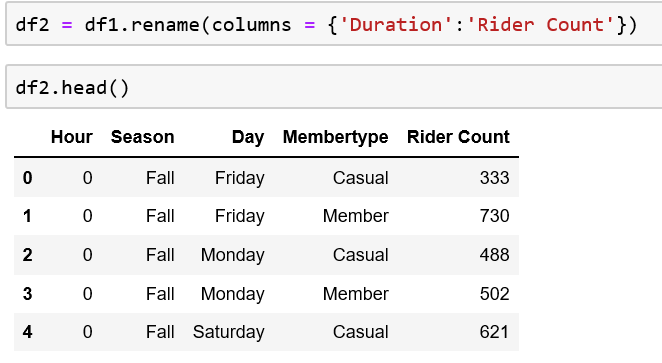 df2 = df1.rename(columns = {'Duration':'Rider Count'})
df2.head()
Hour Season Day Membertype Rider Count
0 0 Fall Friday Casual 333
1 0 Fall Friday Member 730
2 0 Fall Monday Casual 488
3 0 Fall Monday Member 502
4 0 Fall Saturday Casual 621